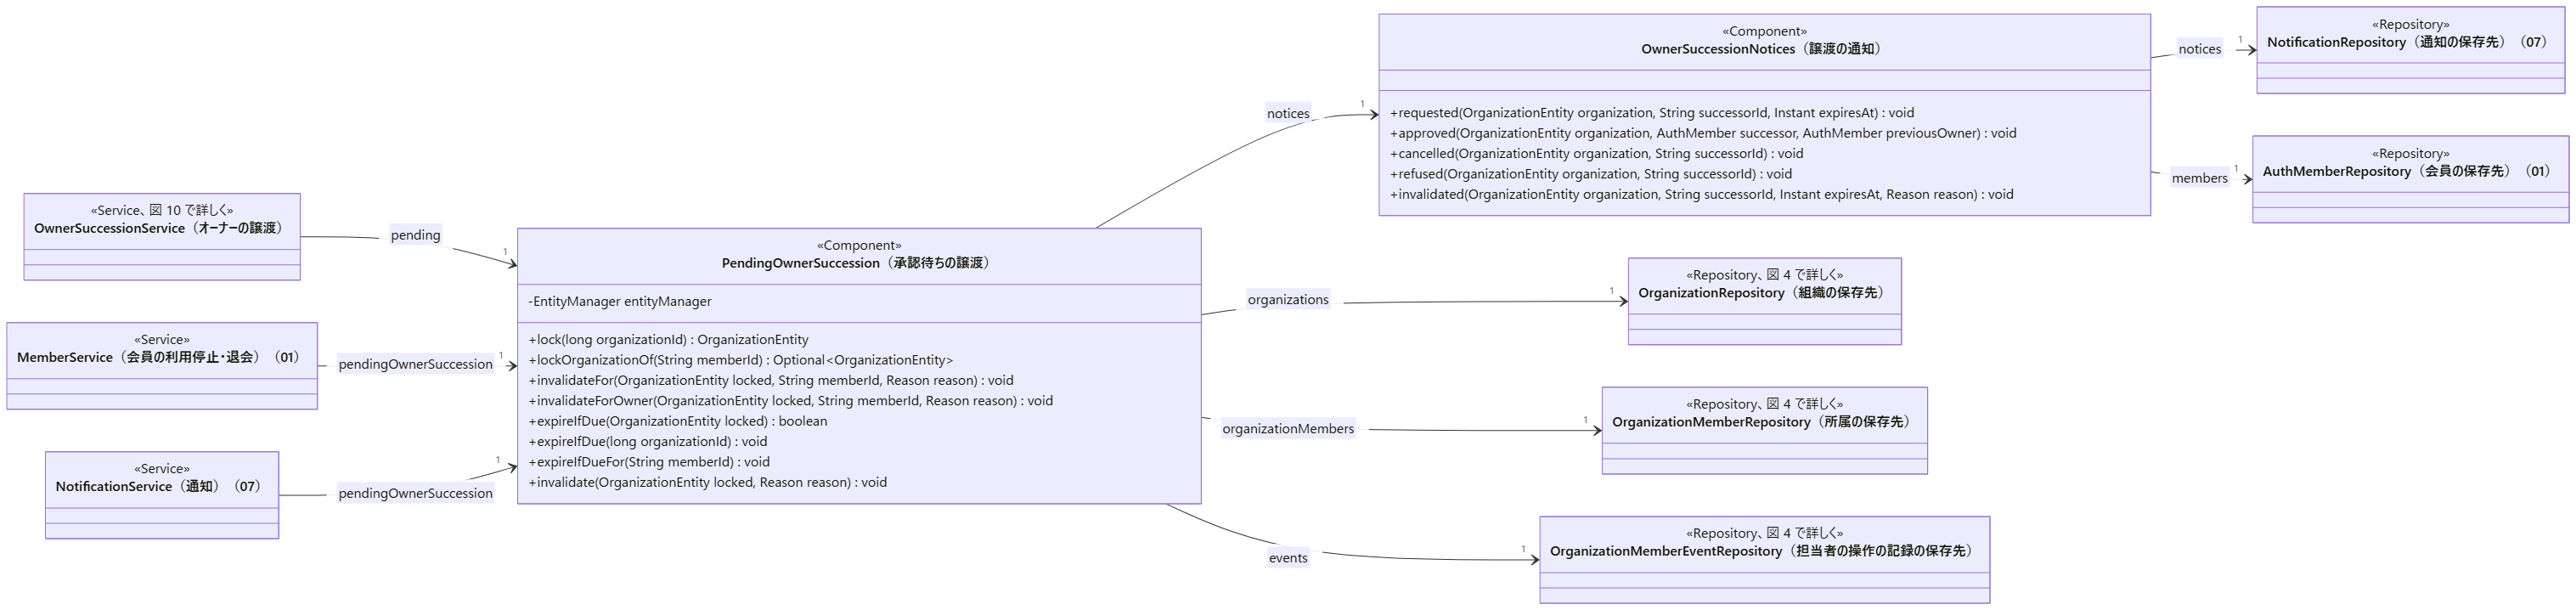 «Service、図 10 で詳しく»
OwnerSuccessionService（オーナーの譲渡）
pending
1
«Service»
MemberService（会員の利用停止・退会）（01）
pendingOwnerSuccession
1
«Service»
NotificationService（通知）（07）
pendingOwnerSuccession
1
«Component»
PendingOwnerSuccession（承認待ちの譲渡）
-EntityManager entityManager
+lock(long organizationId) : OrganizationEntity
+lockOrganizationOf(String memberId) : Optional<OrganizationEntity>
+invalidateFor(OrganizationEntity locked, String memberId, Reason reason) : void
+invalidateForOwner(OrganizationEntity locked, String memberId, Reason reason) : void
+expireIfDue(OrganizationEntity locked) : boolean
+expireIfDue(long organizationId) : void
+expireIfDueFor(String memberId) : void
+invalidate(OrganizationEntity locked, Reason reason) : void
notices
1
organizations
1
organizationMembers
1
events
1
«Component»
OwnerSuccessionNotices（譲渡の通知）
+requested(OrganizationEntity organization, String successorId, Instant expiresAt) : void
+approved(OrganizationEntity organization, AuthMember successor, AuthMember previousOwner) : void
+cancelled(OrganizationEntity organization, String successorId) : void
+refused(OrganizationEntity organization, String successorId) : void
+invalidated(OrganizationEntity organization, String successorId, Instant expiresAt, Reason reason) : void
notices
1
members
1
«Repository»
NotificationRepository（通知の保存先）（07）
«Repository»
AuthMemberRepository（会員の保存先）（01）
«Repository、図 4 で詳しく»
OrganizationRepository（組織の保存先）
«Repository、図 4 で詳しく»
OrganizationMemberRepository（所属の保存先）
«Repository、図 4 で詳しく»
OrganizationMemberEventRepository（担当者の操作の記録の保存先）